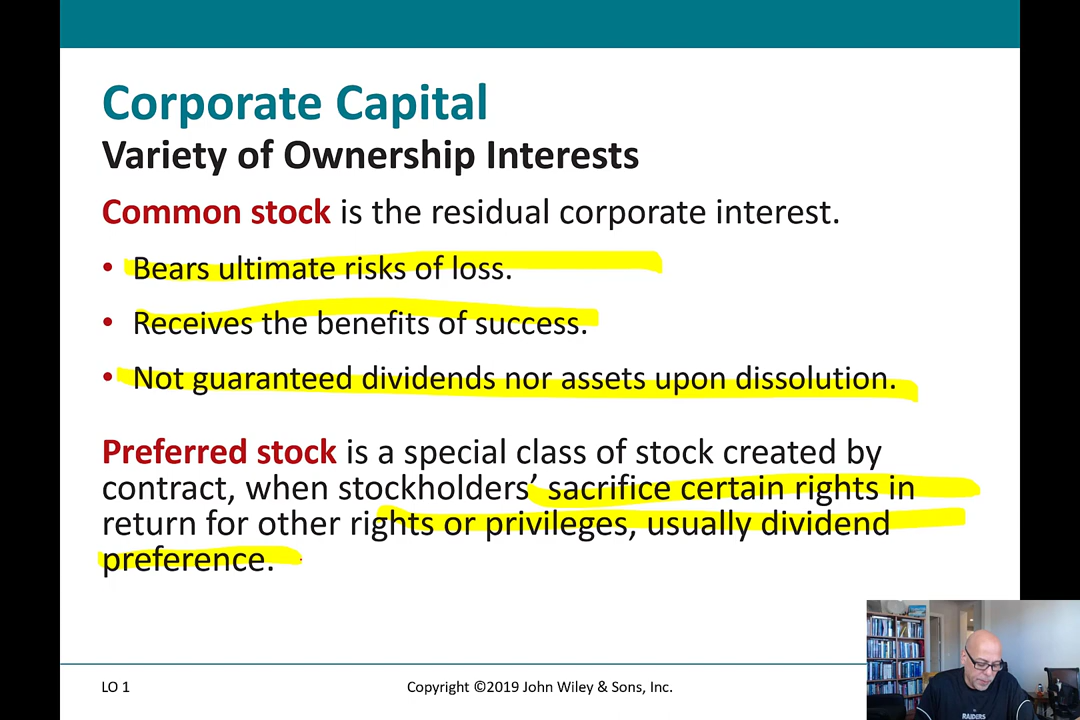 Corporate Capital
Variety of Ownership Interests
Common stock is the residual corporate interest.
• Bears ultimate risks of loss.
• Receives the benefits of success.
• Not guaranteed dividends nor assets upon dissolution.
Preferred stock is a special class of stock created by
contract, when stockholders’ sacrifice certain rights in
return for other rights or privileges, usually dividend
preference.
LO 1
Copyright ©2019 John Wiley & Sons, Inc.
RAIDERS